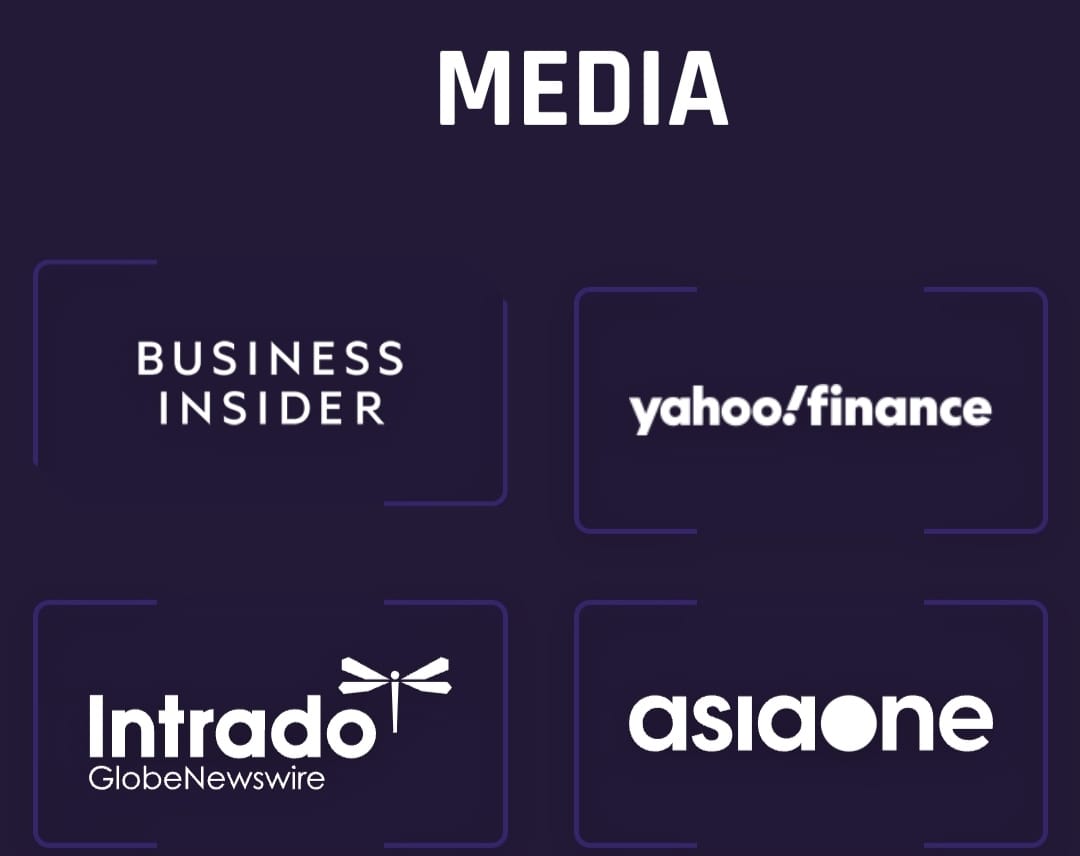 MEDIA
BUSINESS
INSIDER
yahoo!finance
Intrado
GlobeNewswire
asiaone